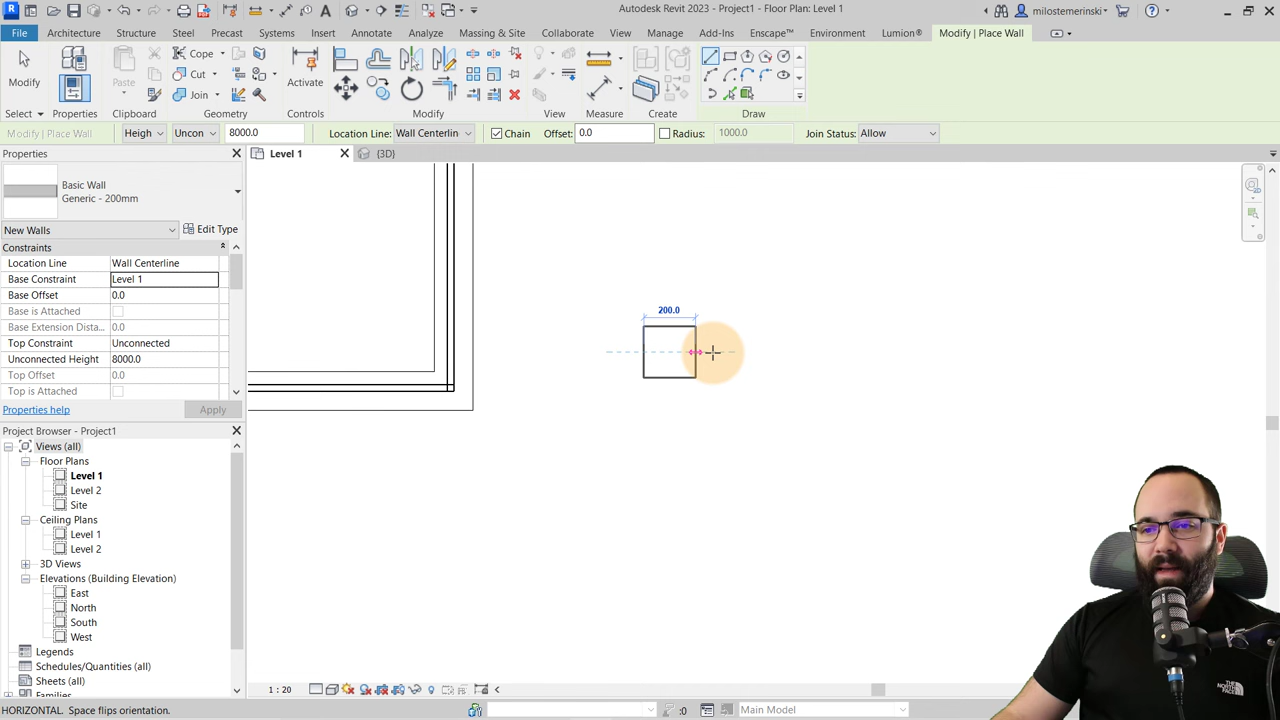 Autodesk Revit 2023 - Project1 - Floor Plan: Level 1
milostemerinski
File
Architecture
Structure
Steel
Precast
Systems
Insert
Annotate
Analyze
Massing & Site
Collaborate
View
Manage
Add-Ins
Enscape™
Environment
Lumion®
Modify | Place Wall
Modify
Cope
Cut
Join
Paste
Activate
Select
Properties
Clipboard
Geometry
Controls
Modify
View
Measure
Create
Draw
Modify | Place Wall
Heigh
Uncon
8000.0
Location Line: Wall Centerlin
Chain
Offset: 0.0
Radius: 1000.0
Join Status: Allow
Properties
Level 1
{3D}
Basic Wall
Generic - 200mm
New Walls
Edit Type
Constraints
Location Line Wall Centerline
Base Constraint Level 1
Base Offset 0.0
Base is Attached
Base Extension Dista... 0.0
Top Constraint Unconnected
Unconnected Height 8000.0
Top Offset 0.0
Top is Attached
Properties help
Apply
200.0
Project Browser - Project1
Views (all)
Floor Plans
Level 1
Level 2
Site
Ceiling Plans
Level 1
Level 2
3D Views
Elevations (Building Elevation)
East
North
South
West
Legends
Schedules/Quantities (all)
Sheets (all)
Families
1 : 20
HORIZONTAL. Space flips orientation.
:0
Main Model
THE
NORTH
FACE